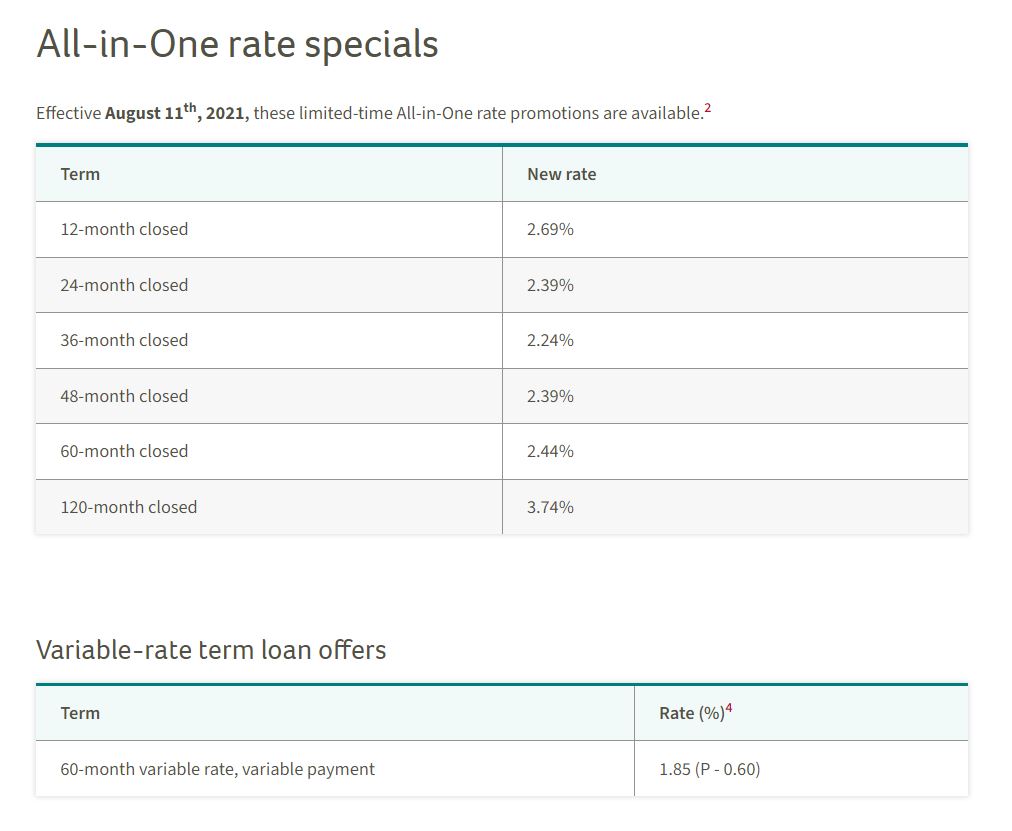 All-in-One rate specials
Effective August 11th, 2021, these limited-time All-in-One rate promotions are available.2
Term New rate
12-month closed 2.69%
24-month closed 2.39%
36-month closed 2.24%
48-month closed 2.39%
60-month closed 2.44%
120-month closed 3.74%
Variable-rate term loan offers
Term Rate (%)4
60-month variable rate, variable payment 1.85 (P - 0.60)